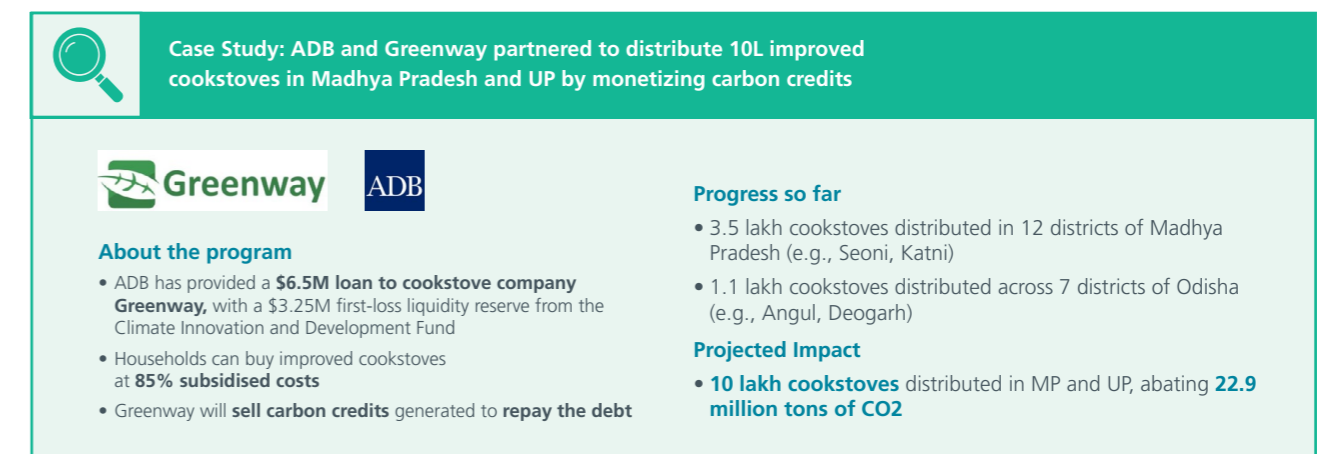 Case Study: ADB and Greenway partnered to distribute 10L improved
cookstoves in Madhya Pradesh and UP by monetizing carbon credits
Greenway
ADB
About the program
• ADB has provided a $6.5M loan to cookstove company
Greenway, with a $3.25M first-loss liquidity reserve from the
Climate Innovation and Development Fund
• Households can buy improved cookstoves
at 85% subsidised costs
• Greenway will sell carbon credits generated to repay the debt
Progress so far
• 3.5 lakh cookstoves distributed in 12 districts of Madhya
Pradesh (e.g., Seoni, Katni)
• 1.1 lakh cookstoves distributed across 7 districts of Odisha
(e.g., Angul, Deogarh)
Projected Impact
• 10 lakh cookstoves distributed in MP and UP, abating 22.9
million tons of CO2